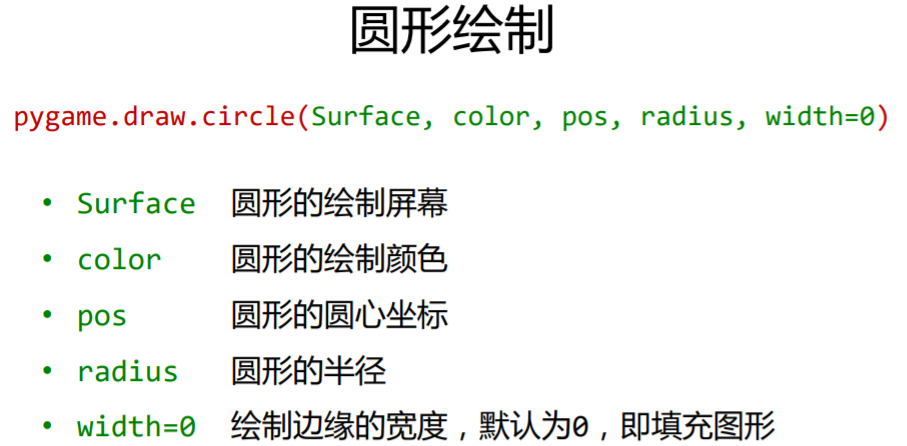 圆形绘制
pygame.draw.circle(Surface, color, pos, radius, width=0)
• Surface 圆形的绘制屏幕
• color 圆形的绘制颜色
• pos 圆形的圆心坐标
• radius 圆形的半径
• width=0 绘制边缘的宽度，默认为0，即填充图形